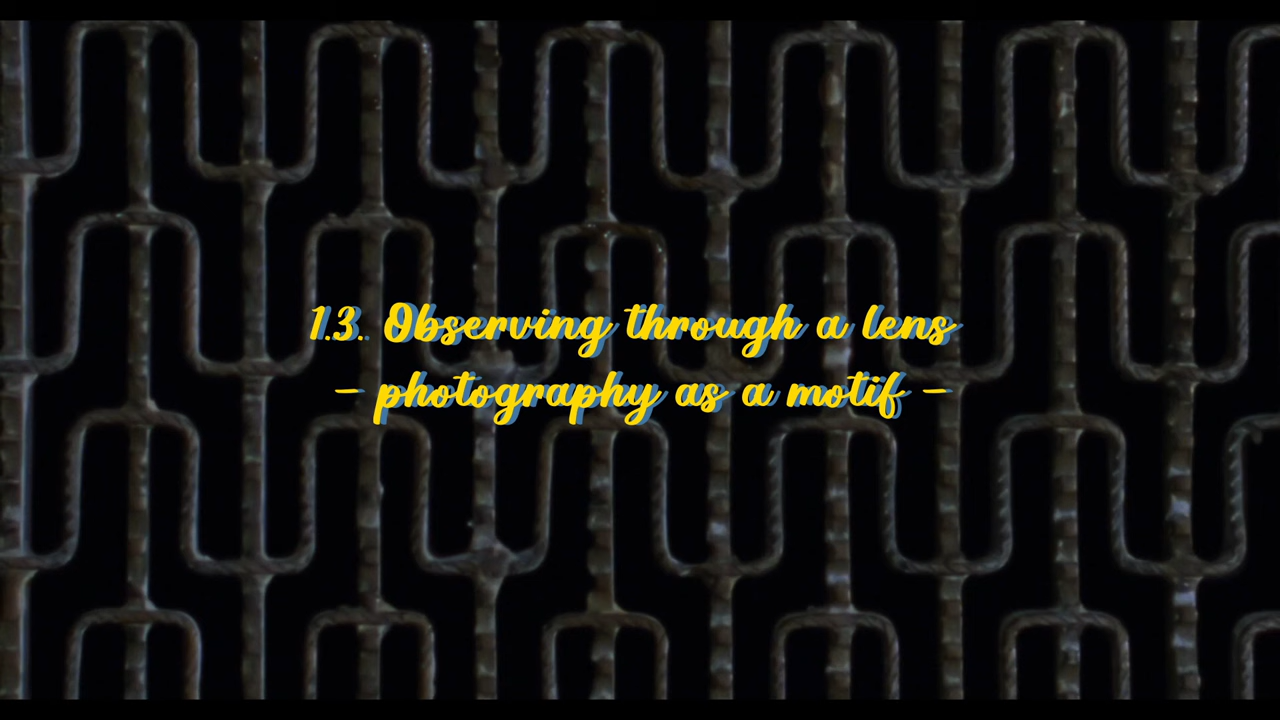 1.3. Observing through a lens
- photography as a motif -